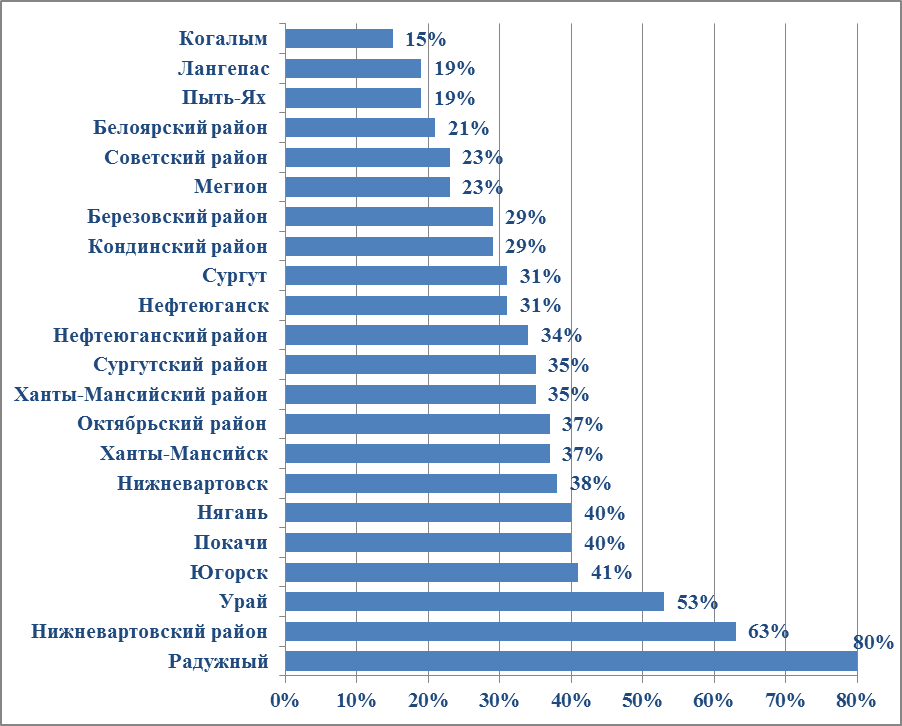 Когалым 15%
Лангепас 19%
Пыть-Ях 19%
Белоярский район 21%
Советский район 23%
Мегион 23%
Березовский район 29%
Кондинский район 29%
Сургут 31%
Нефтеюганск 31%
Нефтеюганский район 34%
Сургутский район 35%
Ханты-Мансийский район 35%
Октябрьский район 37%
Ханты-Мансийск 37%
Нижневартовск 38%
Нягань 40%
Покачи 40%
Югорск 41%
Урай 53%
Нижневартовский район 63%
Радужный 80%
0% 10% 20% 30% 40% 50% 60% 70% 80%